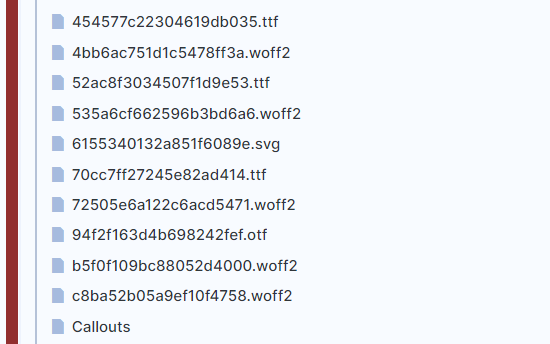 454577c22304619db035.ttf
4bb6ac751d1c5478ff3a.woff2
52ac8f3034507f1d9e53.ttf
535a6cf662596b3bd6a6.woff2
6155340132a851f6089e.svg
70cc7ff27245e82ad414.ttf
72505e6a122c6acd5471.woff2
94f2f163d4b698242fef.otf
b5f0f109bc88052d4000.woff2
c8ba52b05a9ef10f4758.woff2
Callouts